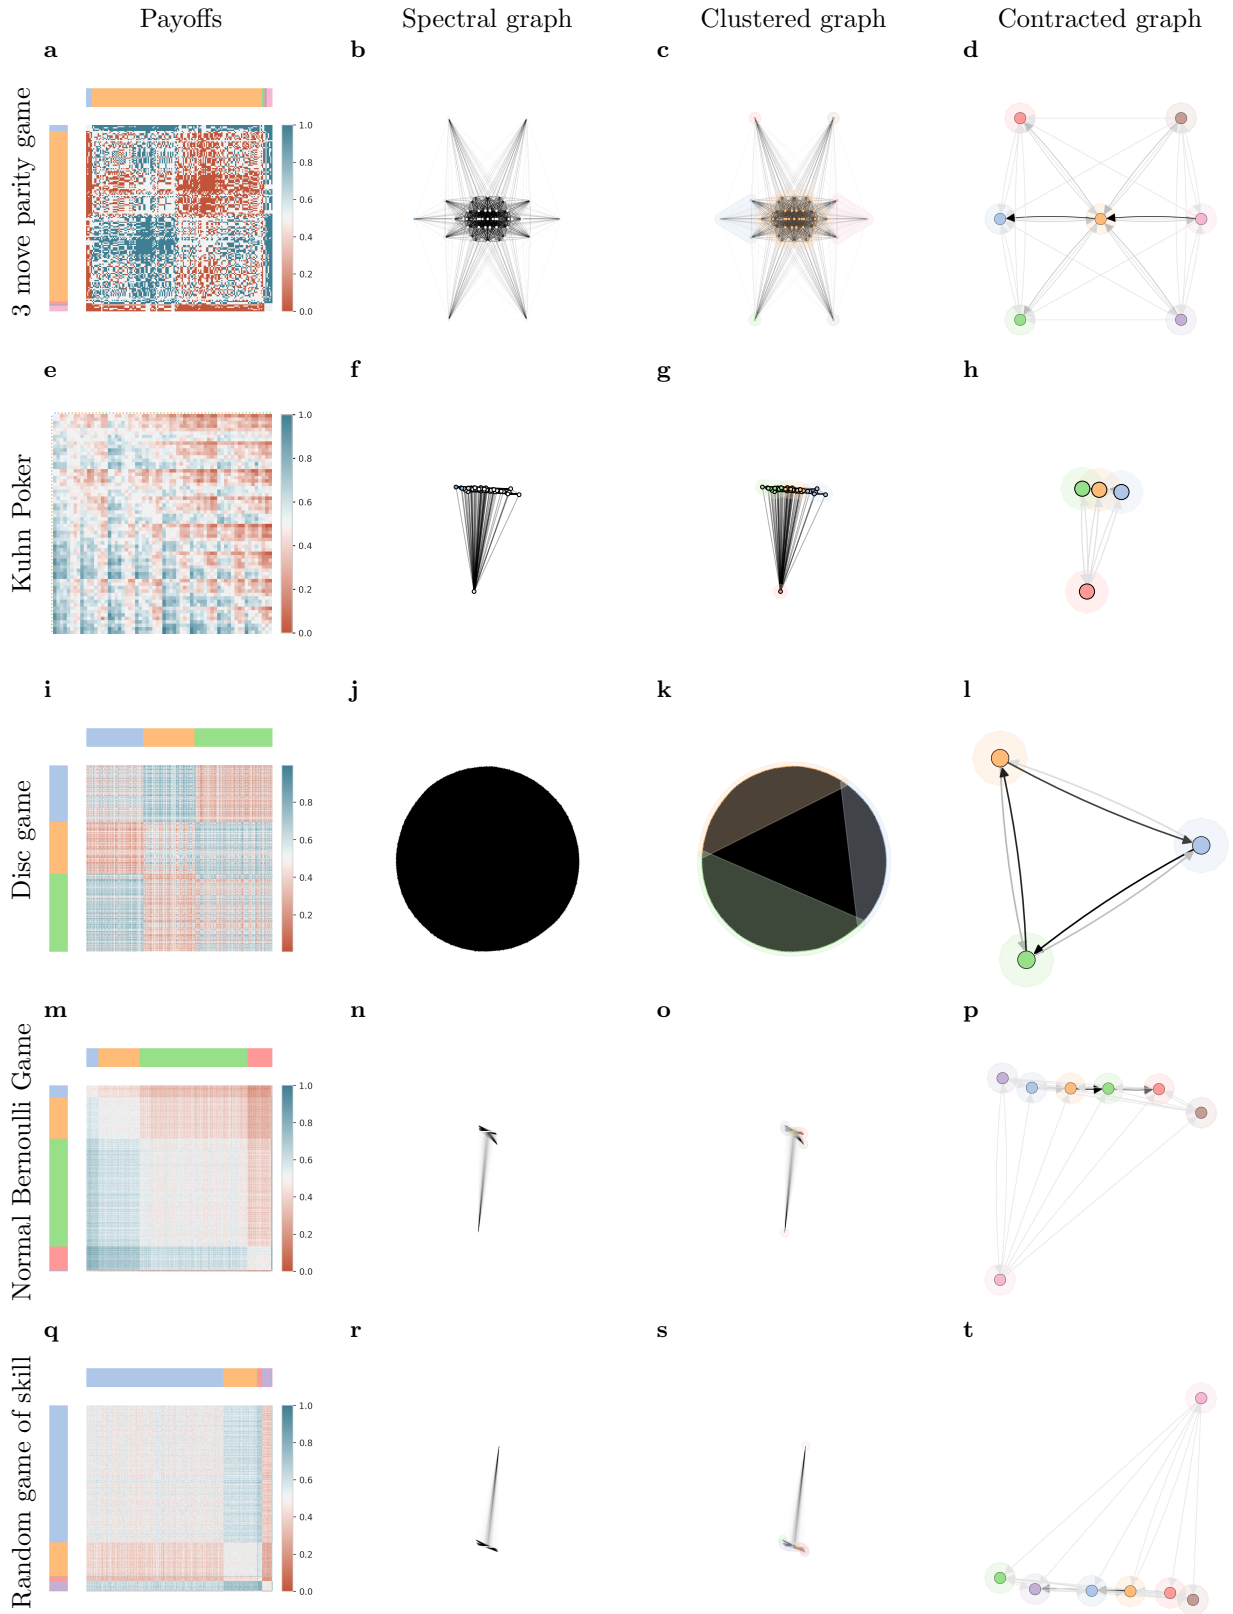 Payoffs
Spectral graph
Clustered graph
Contracted graph
a
b
c
d
3 move parity game
1.0
0.8
0.6
0.4
0.2
0.0
e
f
g
h
Kuhn Poker
1.0
0.8
0.6
0.4
0.2
0.0
i
j
k
l
Disc game
0.8
0.6
0.4
0.2
m
n
o
p
Normal Bernoulli Game
1.0
0.8
0.6
0.4
0.2
0.0
q
r
s
t
Random game of skill
1.0
0.8
0.6
0.4
0.2
0.0